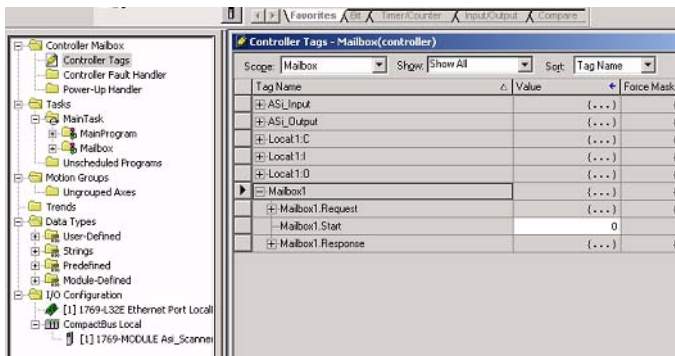 Favorites Bit Timer/Counter Input/Output Compare
Controller Mailbox
Controller Tags
Controller Fault Handler
Power-Up Handler
Tasks
MainTask
MainProgram
Mailbox
Unscheduled Programs
Motion Groups
Ungrouped Axes
Trends
Data Types
User-Defined
Strings
Predefined
Module-Defined
I/O Configuration
[1] 1769-L32E Ethernet Port Locall
CompactBus Local
[1] 1769-MODULE Asi_Scanner
Controller Tags - Mailbox(controller)
Scope: Mailbox Show: Show All Sort: Tag Name
Tag Name Value Force Mask
ASi_Input {...}
ASi_Output {...}
Local:1:C {...}
Local:1:I {...}
Local:1:O {...}
Mailbox1 {...}
Mailbox1.Request {...}
Mailbox1.Start 0
Mailbox1.Response {...}